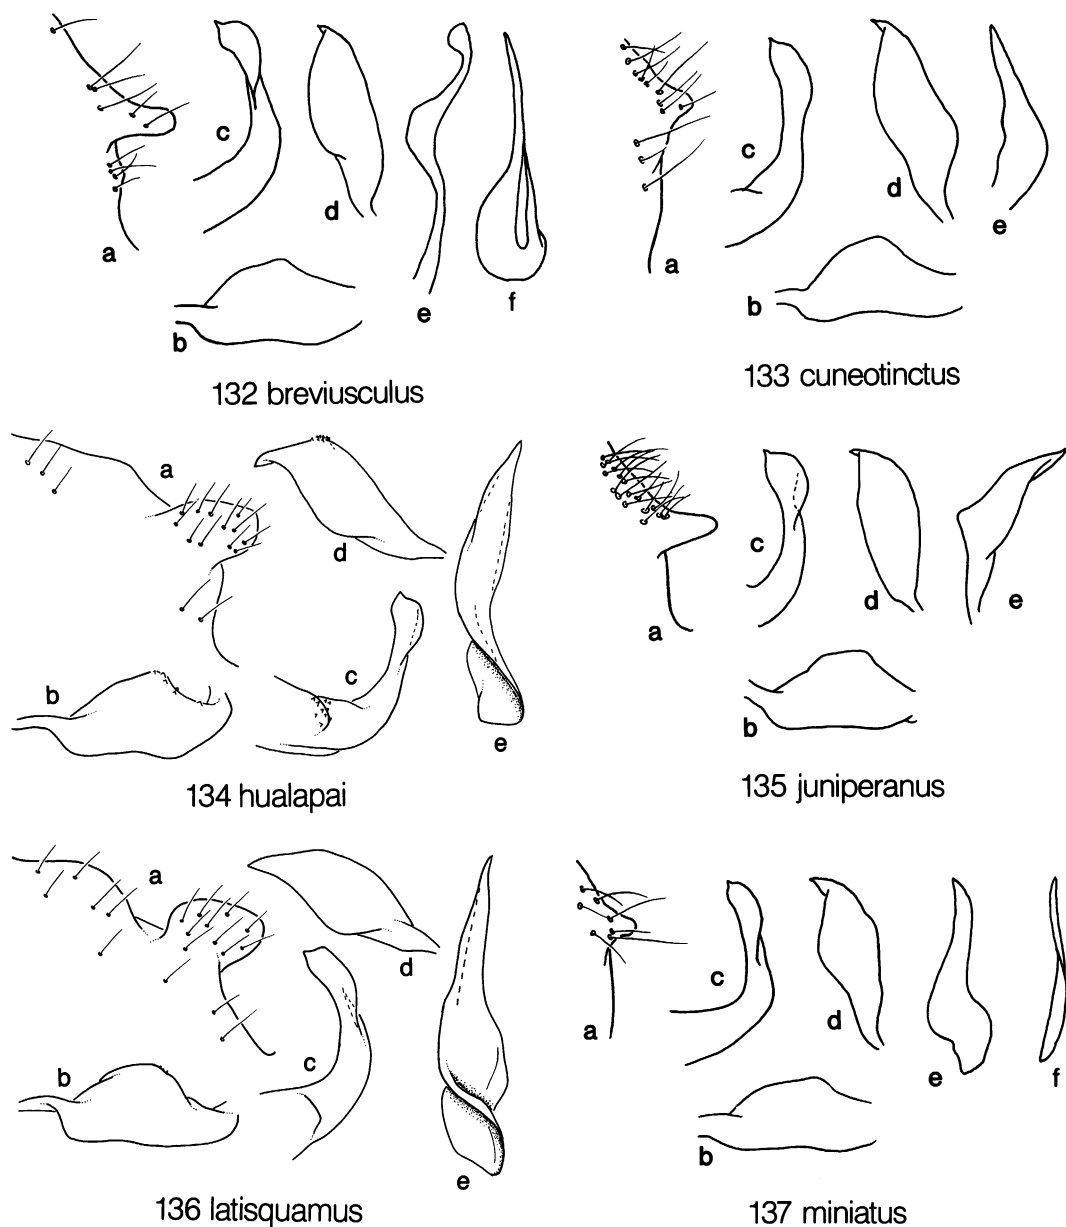 a
b
c
d
e
f
132 breviusculus
a
b
c
d
e
133 cuneotinctus
a
b
c
d
e
134 hualapai
a
b
c
d
e
135 juniperanus
a
b
c
d
e
136 latisquamus
a
b
c
d
e
f
137 miniatus